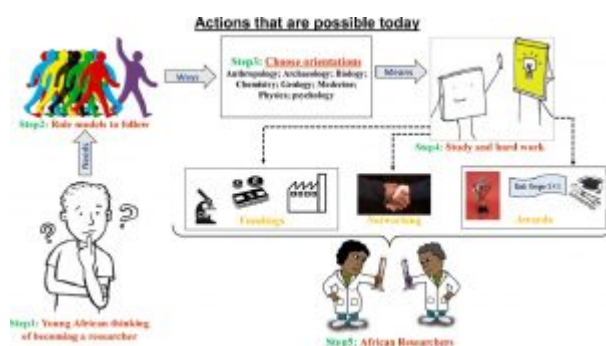 Actions that are possible today
Step3: Choose orientations
Anthropology; Archaeology; Biology;
Chemistry; Geology; Medecine;
Physics; psychology
Ways
Means
Step2: Role models to follow
Step4: Study and hard work
Needs
Fundings
Networking
Awards
Step1: Young African thinking
of becoming a researcher
Step5: African Researchers